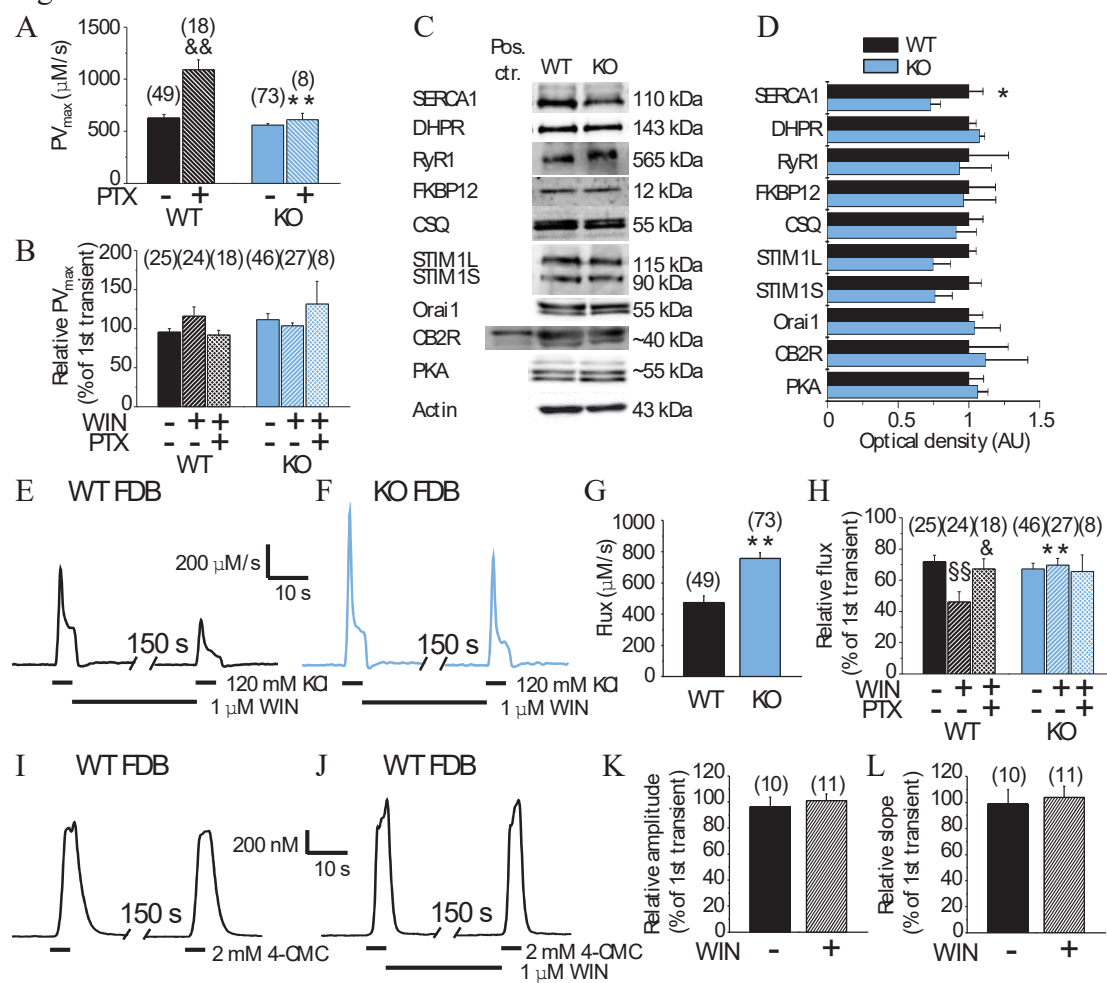 A
PVmax (μM/s)
1500
1000
500
0
(49)
(18)
&&
(73)
(8)
**
PTX - + - +
WT KO
B
Relative PVmax
(% of 1st transient)
200
150
100
50
0
(25)(24)(18) (46)(27)(8)
WIN - + + - + +
PTX - - + - - +
WT KO
C
Pos.
ctr. WT KO
SERCA1 110 kDa
DHPR 143 kDa
RyR1 565 kDa
FKBP12 12 kDa
CSQ 55 kDa
STIM1L 115 kDa
STIM1S 90 kDa
Orai1 55 kDa
CB2R ~40 kDa
PKA ~55 kDa
Actin 43 kDa
D
WT
KO
SERCA1 *
DHPR
RyR1
FKBP12
CSQ
STIM1L
STIM1S
Orai1
CB2R
PKA
0 0.5 1 1.5
Optical density (AU)
E WT FDB
200 μM/s
10 s
150 s
120 mM KCl
1 μM WIN
F KO FDB
150 s
120 mM KCl
1 μM WIN
G
Flux (μM/s)
1000
800
600
400
200
0
(49)
(73)
**
WT KO
H
Relative flux
(% of 1st transient)
100
80
60
40
20
0
(25)(24)(18) (46)(27)(8)
§§ & **
WIN - + + - + +
PTX - - + - - +
WT KO
I WT FDB
200 nM
10 s
150 s
2 mM 4-CMC
J WT FDB
150 s
2 mM 4-CMC
1 μM WIN
K
Relative amplitude
(% of 1st transient)
120
100
80
60
40
20
0
(10) (11)
WIN - +
L
Relative slope
(% of 1st transient)
120
100
80
60
40
20
0
(10) (11)
WIN - +